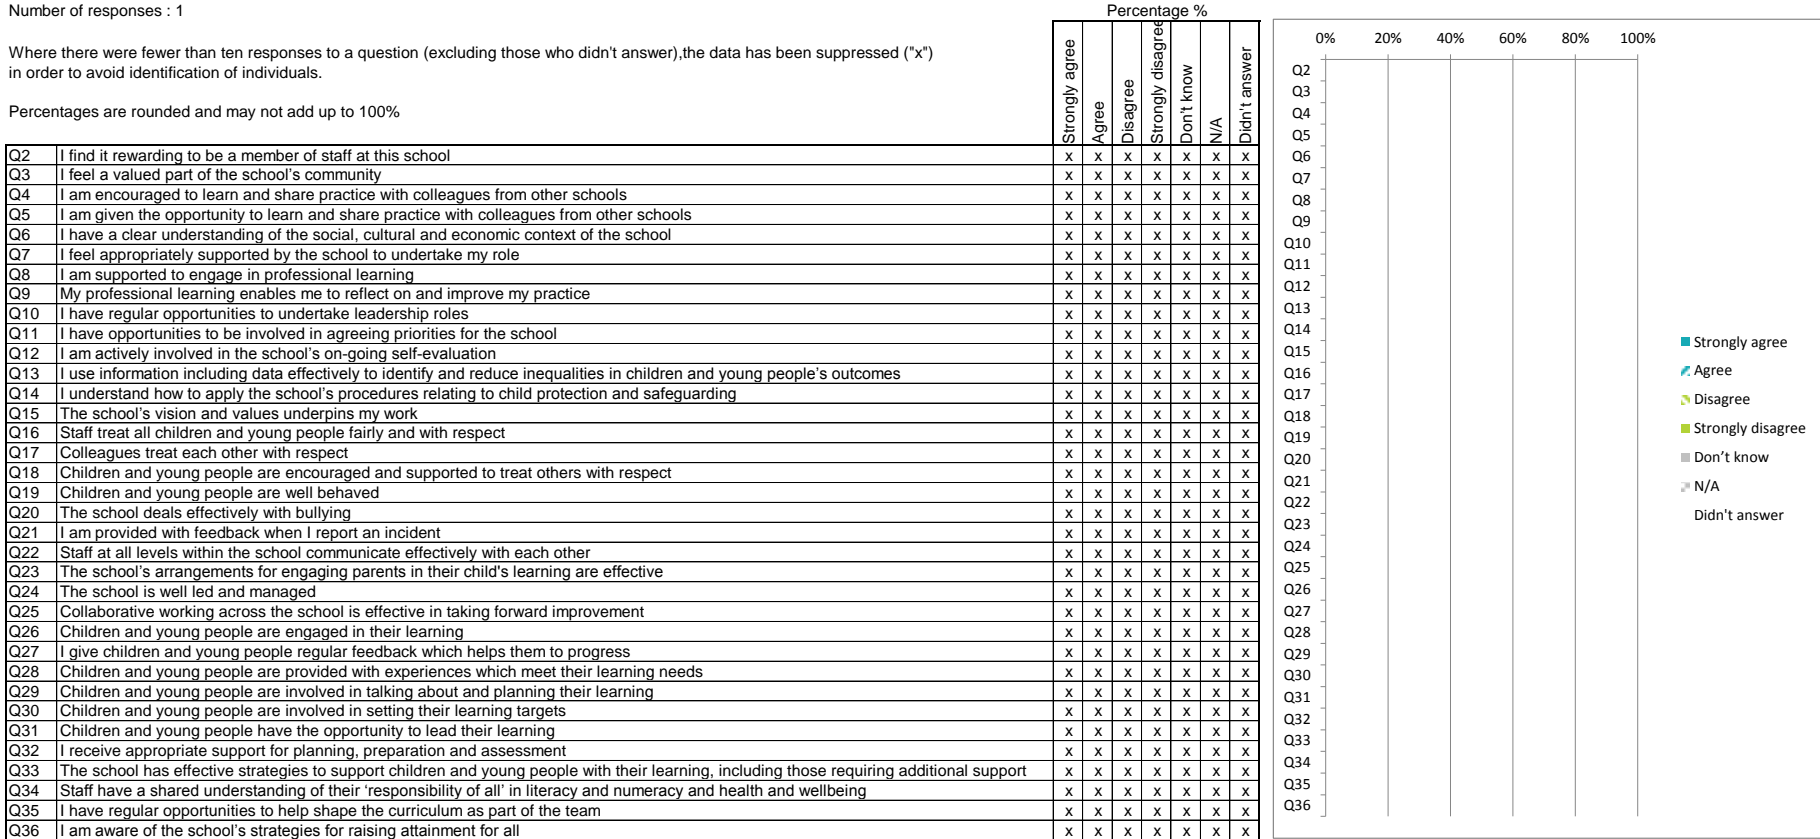 Number of responses : 1
Percentage %
Where there were fewer than ten responses to a question (excluding those who didn't answer),the data has been suppressed ("x")
in order to avoid identification of individuals.
Percentages are rounded and may not add up to 100%
Strongly agree
Agree
Disagree
Strongly disagree
Don't know
N/A
Didn't answer
Q2 I find it rewarding to be a member of staff at this school x x x x x x x
Q3 I feel a valued part of the school’s community x x x x x x x
Q4 I am encouraged to learn and share practice with colleagues from other schools x x x x x x x
Q5 I am given the opportunity to learn and share practice with colleagues from other schools x x x x x x x
Q6 I have a clear understanding of the social, cultural and economic context of the school x x x x x x x
Q7 I feel appropriately supported by the school to undertake my role x x x x x x x
Q8 I am supported to engage in professional learning x x x x x x x
Q9 My professional learning enables me to reflect on and improve my practice x x x x x x x
Q10 I have regular opportunities to undertake leadership roles x x x x x x x
Q11 I have opportunities to be involved in agreeing priorities for the school x x x x x x x
Q12 I am actively involved in the school’s on-going self-evaluation x x x x x x x
Q13 I use information including data effectively to identify and reduce inequalities in children and young people’s outcomes x x x x x x x
Q14 I understand how to apply the school’s procedures relating to child protection and safeguarding x x x x x x x
Q15 The school’s vision and values underpins my work x x x x x x x
Q16 Staff treat all children and young people fairly and with respect x x x x x x x
Q17 Colleagues treat each other with respect x x x x x x x
Q18 Children and young people are encouraged and supported to treat others with respect x x x x x x x
Q19 Children and young people are well behaved x x x x x x x
Q20 The school deals effectively with bullying x x x x x x x
Q21 I am provided with feedback when I report an incident x x x x x x x
Q22 Staff at all levels within the school communicate effectively with each other x x x x x x x
Q23 The school’s arrangements for engaging parents in their child's learning are effective x x x x x x x
Q24 The school is well led and managed x x x x x x x
Q25 Collaborative working across the school is effective in taking forward improvement x x x x x x x
Q26 Children and young people are engaged in their learning x x x x x x x
Q27 I give children and young people regular feedback which helps them to progress x x x x x x x
Q28 Children and young people are provided with experiences which meet their learning needs x x x x x x x
Q29 Children and young people are involved in talking about and planning their learning x x x x x x x
Q30 Children and young people are involved in setting their learning targets x x x x x x x
Q31 Children and young people have the opportunity to lead their learning x x x x x x x
Q32 I receive appropriate support for planning, preparation and assessment x x x x x x x
Q33 The school has effective strategies to support children and young people with their learning, including those requiring additional support x x x x x x x
Q34 Staff have a shared understanding of their ‘responsibility of all’ in literacy and numeracy and health and wellbeing x x x x x x x
Q35 I have regular opportunities to help shape the curriculum as part of the team x x x x x x x
Q36 I am aware of the school’s strategies for raising attainment for all x x x x x x x
0% 20% 40% 60% 80% 100%
Q2
Q3
Q4
Q5
Q6
Q7
Q8
Q9
Q10
Q11
Q12
Q13
Q14
Q15
Q16
Q17
Q18
Q19
Q20
Q21
Q22
Q23
Q24
Q25
Q26
Q27
Q28
Q29
Q30
Q31
Q32
Q33
Q34
Q35
Q36
Strongly agree
Agree
Disagree
Strongly disagree
Don’t know
N/A
Didn't answer